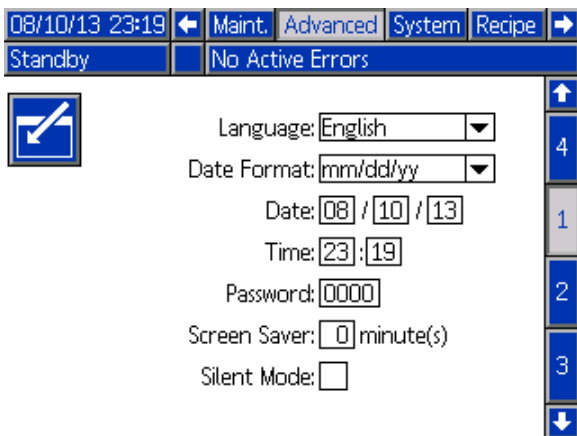 08/10/13 23:19 Maint. Advanced System Recipe
Standby No Active Errors
Language: English
4
Date Format: mm/dd/yy
Date: 08 / 10 / 13
1
Time: 23 : 19
Password: 0000
2
Screen Saver: 0 minute(s)
Silent Mode:
3